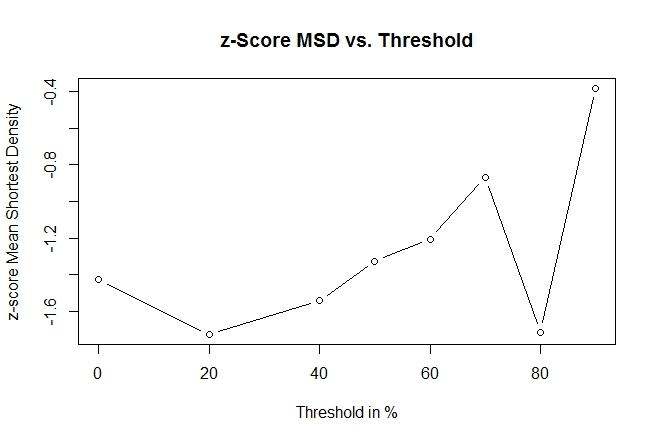 z-Score MSD vs. Threshold
z-score Mean Shortest Density
-0.4
-0.8
-1.2
-1.6
0 20 40 60 80
Threshold in %